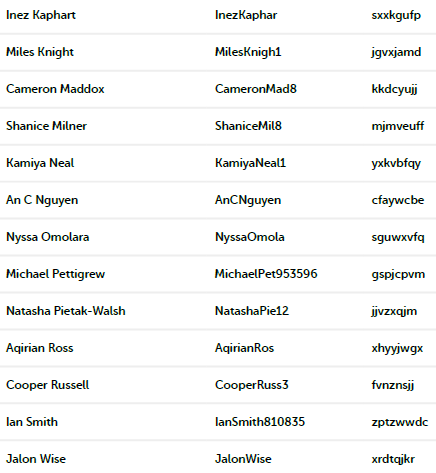 Inez Kaphart InezKaphar sxxkgufp
Miles Knight MilesKnigh1 jgvxjamd
Cameron Maddox CameronMad8 kkdcyujj
Shanice Milner ShaniceMil8 mjmveuff
Kamiya Neal KamiyaNeal1 yxkvbfqy
An C Nguyen AnCNguyen cfaywcbe
Nyssa Omolara NyssaOmola sguwxvfq
Michael Pettigrew MichaelPet953596 gspjcpvm
Natasha Pietak-Walsh NatashaPie12 jjvzxqjm
Aqirian Ross AqirianRos xhyyjwgx
Cooper Russell CooperRuss3 fvnznsjj
Ian Smith IanSmith810835 zptzwwdc
Jalon Wise JalonWise xrdtqjkr